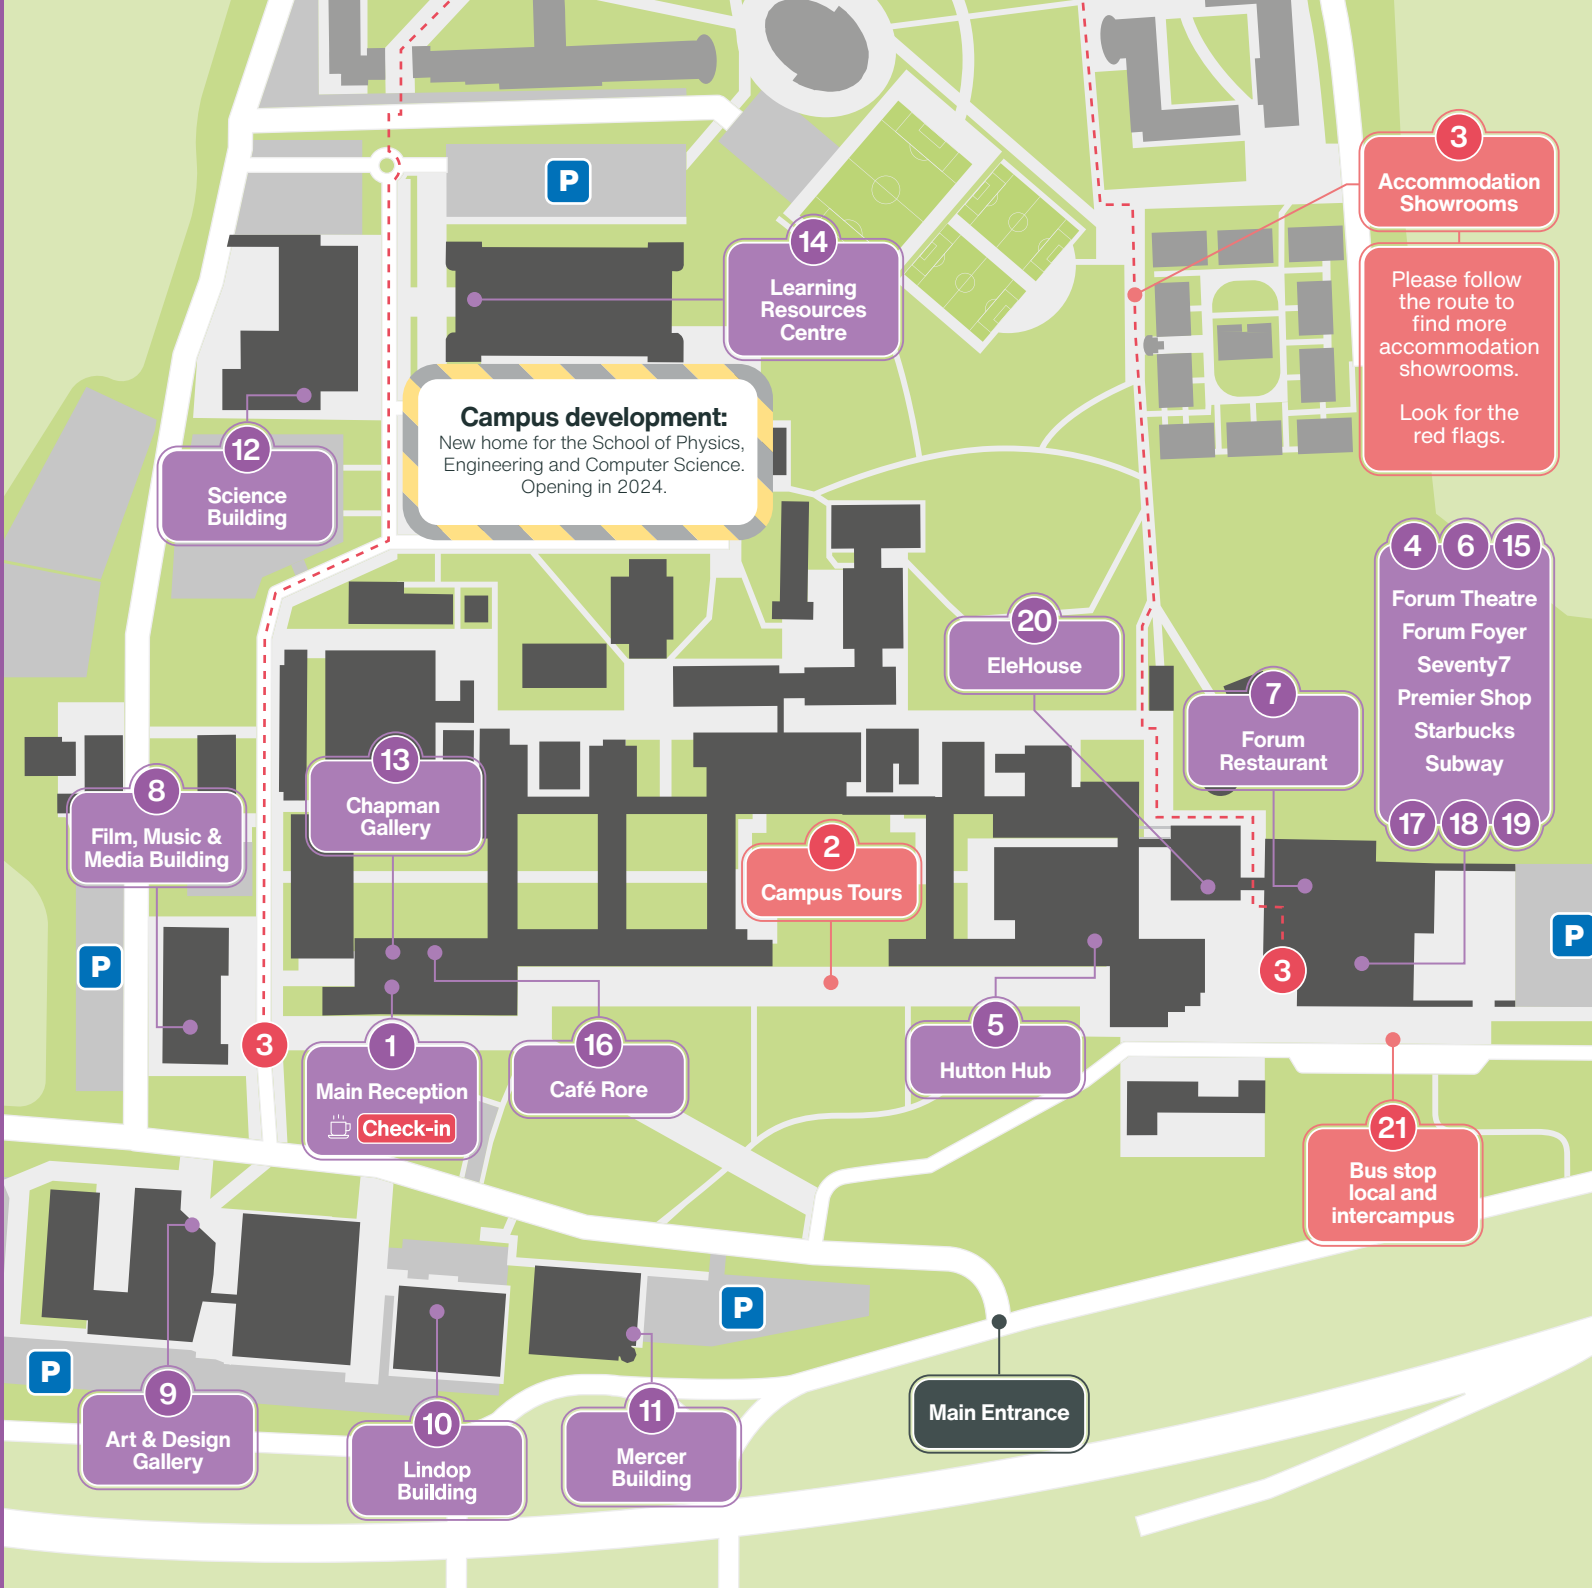 P
3
Accommodation
Showrooms
Please follow
the route to
find more
accommodation
showrooms.
Look for the
red flags.
14
Learning
Resources
Centre
Campus development:
New home for the School of Physics,
Engineering and Computer Science.
Opening in 2024.
12
Science
Building
4 6 15
Forum Theatre
Forum Foyer
Seventy7
Premier Shop
Starbucks
Subway
17 18 19
20
EleHouse
7
Forum
Restaurant
13
Chapman
Gallery
8
Film, Music &
Media Building
2
Campus Tours
P
P
3
3
1
Main Reception
Check-in
16
Café Rore
5
Hutton Hub
21
Bus stop
local and
intercampus
P
P
Main Entrance
9
Art & Design
Gallery
10
Lindop
Building
11
Mercer
Building